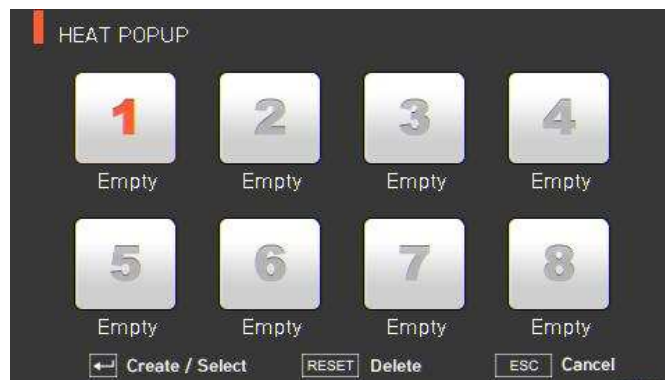 HEAT POPUP
1 2 3 4
Empty Empty Empty Empty
5 6 7 8
Empty Empty Empty Empty
Create / Select RESET Delete ESC Cancel